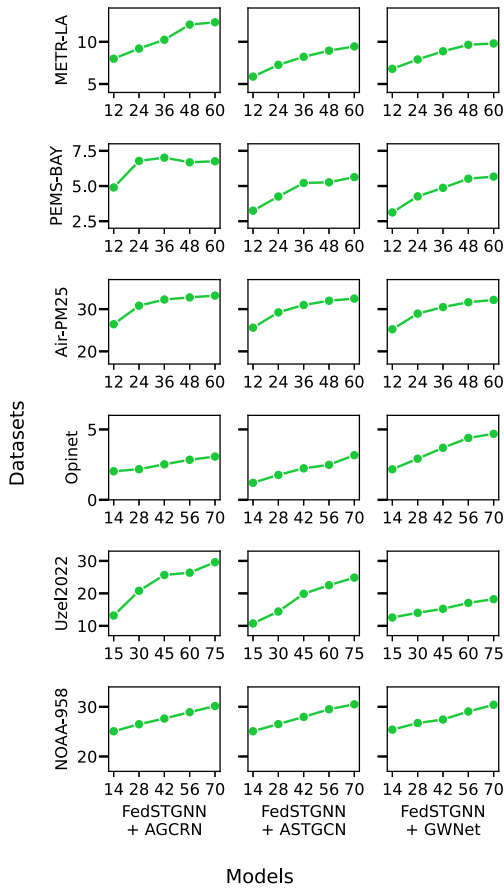 METR-LA
10
5
12 24 36 48 60
12 24 36 48 60
12 24 36 48 60
PEMS-BAY
7.5
5.0
2.5
12 24 36 48 60
12 24 36 48 60
12 24 36 48 60
Air-PM25
30
20
12 24 36 48 60
12 24 36 48 60
12 24 36 48 60
Datasets
Opinet
5
0
14 28 42 56 70
14 28 42 56 70
14 28 42 56 70
Uzel2022
30
20
10
15 30 45 60 75
15 30 45 60 75
15 30 45 60 75
NOAA-958
30
20
14 28 42 56 70
14 28 42 56 70
14 28 42 56 70
FedSTGNN
+ AGCRN
FedSTGNN
+ ASTGCN
FedSTGNN
+ GWNet
Models